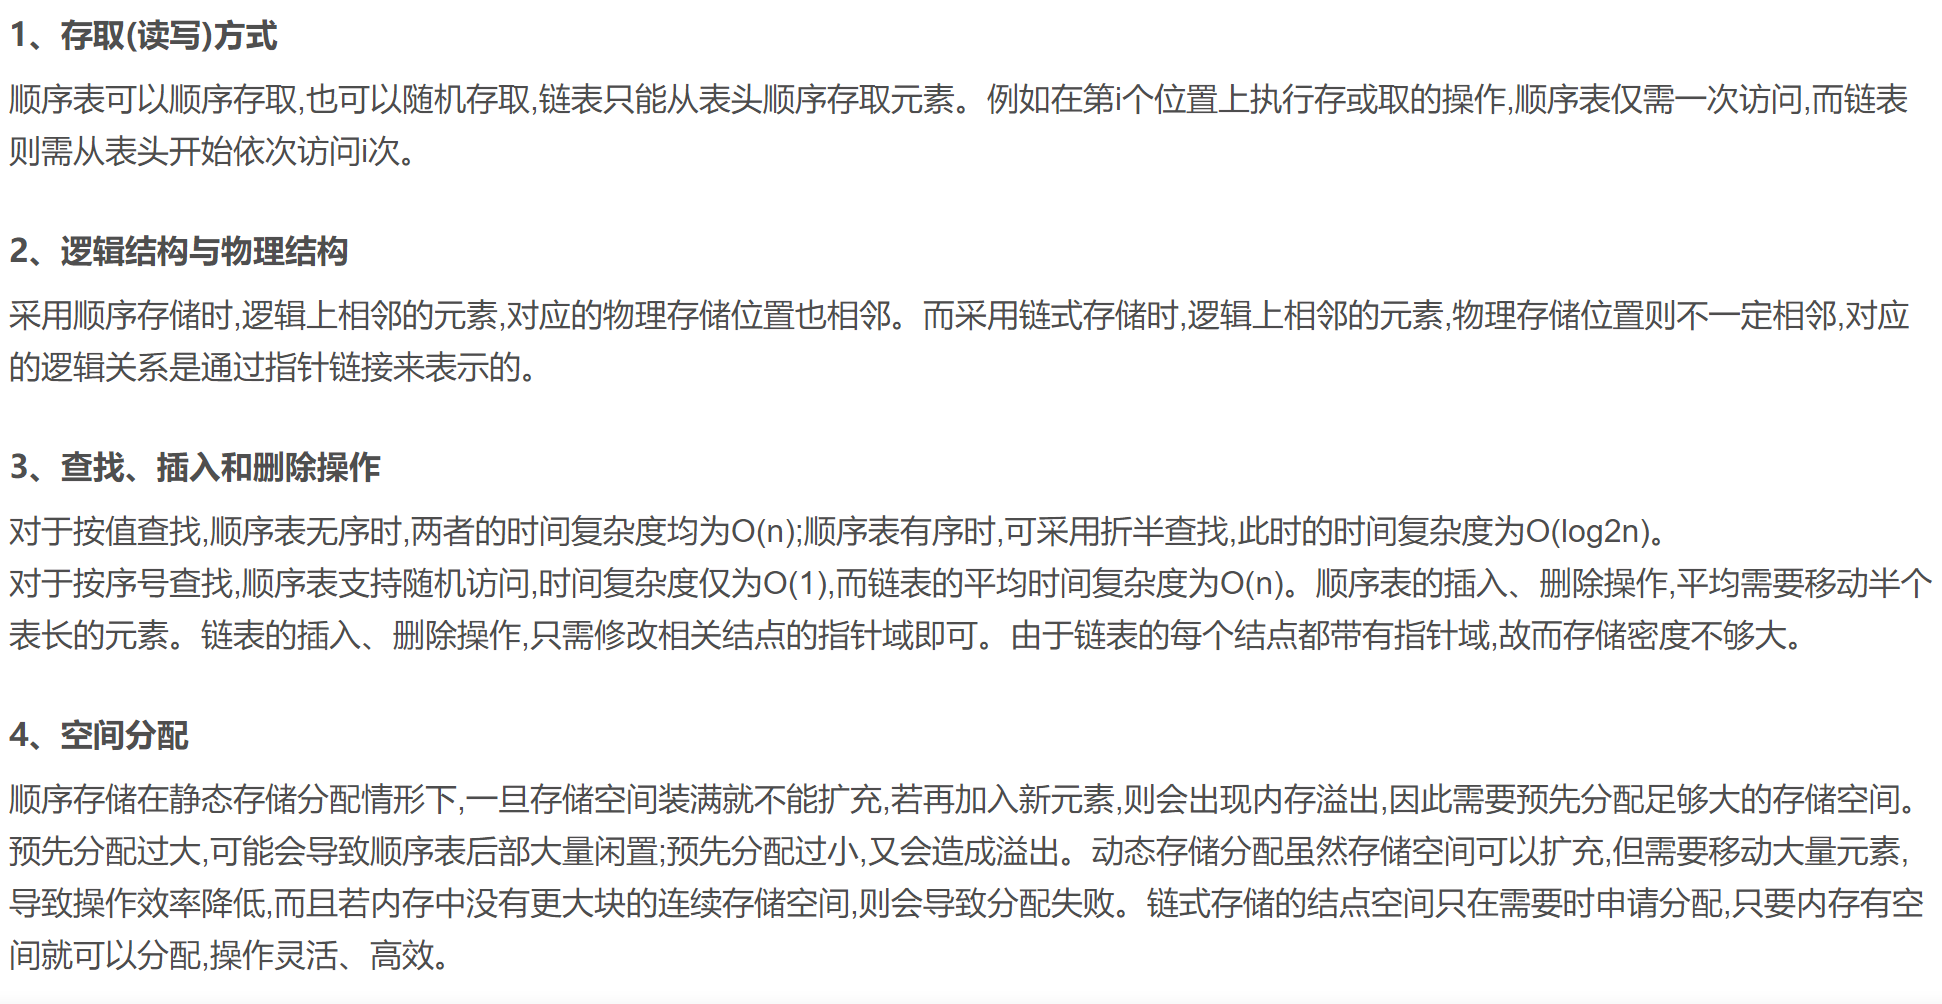 1、存取(读写)方式
顺序表可以顺序存取,也可以随机存取,链表只能从表头顺序存取元素。例如在第i个位置上执行存或取的操作,顺序表仅需一次访问,而链表
则需从表头开始依次访问i次。
2、逻辑结构与物理结构
采用顺序存储时,逻辑上相邻的元素,对应的物理存储位置也相邻。而采用链式存储时,逻辑上相邻的元素,物理存储位置则不一定相邻,对应
的逻辑关系是通过指针链接来表示的。
3、查找、插入和删除操作
对于按值查找,顺序表无序时,两者的时间复杂度均为O(n);顺序表有序时,可采用折半查找,此时的时间复杂度为O(log2n)。
对于按序号查找,顺序表支持随机访问,时间复杂度仅为O(1),而链表的平均时间复杂度为O(n)。顺序表的插入、删除操作,平均需要移动半个
表长的元素。链表的插入、删除操作,只需修改相关结点的指针域即可。由于链表的每个结点都带有指针域,故而存储密度不够大。
4、空间分配
顺序存储在静态存储分配情形下,一旦存储空间装满就不能扩充,若再加入新元素,则会出现内存溢出,因此需要预先分配足够大的存储空间。
预先分配过大,可能会导致顺序表后部大量闲置;预先分配过小,又会造成溢出。动态存储分配虽然存储空间可以扩充,但需要移动大量元素,
导致操作效率降低,而且若内存中没有更大块的连续存储空间,则会导致分配失败。链式存储的结点空间只在需要时申请分配,只要内存有空
间就可以分配,操作灵活、高效。